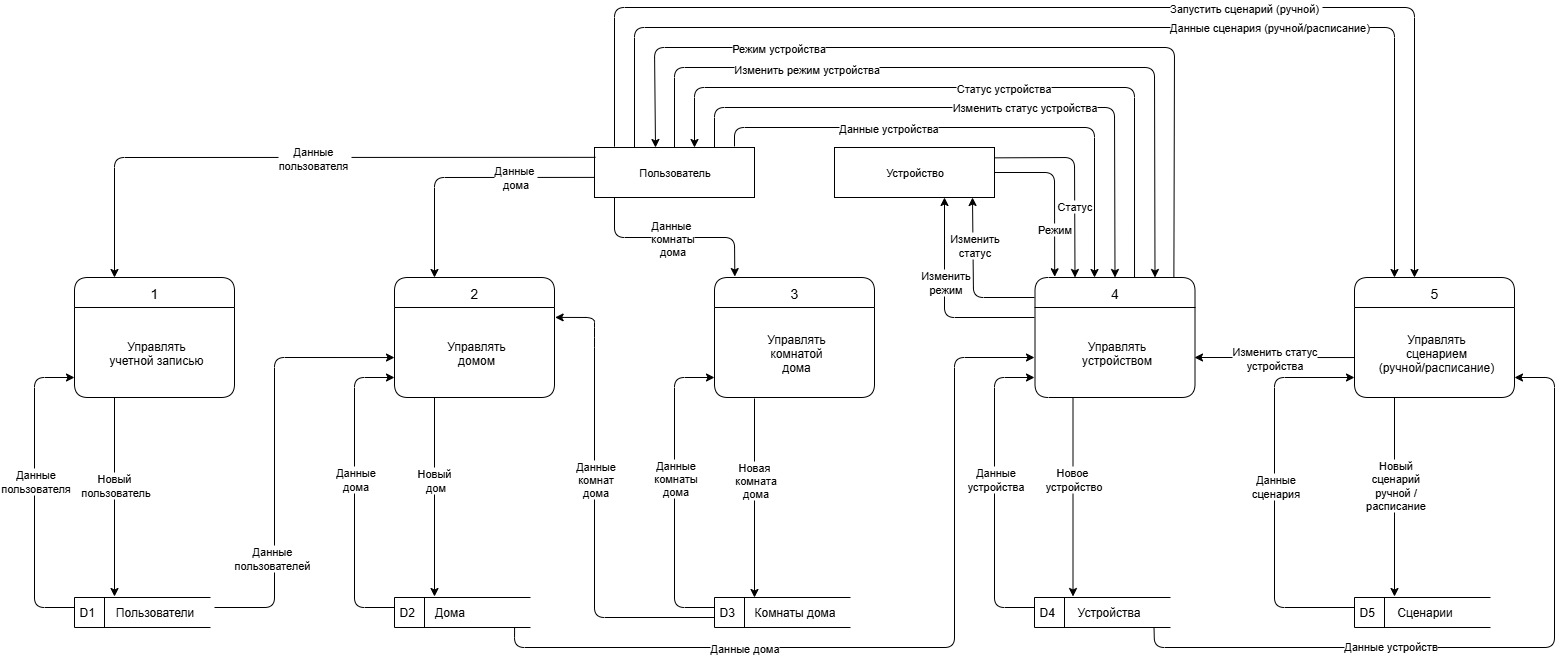 Запустить сценарий (ручной)
Данные сценария (ручной/расписание)
Режим устройства
Изменить режим устройства
Статус устройства
Изменить статус устройства
Данные устройства
Данные
пользователя
Данные
дома
Пользователь
Устройство
Данные
комнаты
дома
Статус
Режим
Изменить
статус
Изменить
режим
1
Управлять
учетной записью
2
Управлять
домом
3
Управлять
комнатой
дома
4
Управлять
устройством
5
Управлять
сценарием
(ручной/расписание)
Изменить статус
устройства
Данные
пользователя
Новый
пользователь
Данные
дома
Новый
дом
Данные
комнат
дома
Данные
комнаты
дома
Новая
комната
дома
Данные
устройства
Новое
устройство
Данные
сценария
Новый
сценарий
ручной /
расписание
Данные
пользователей
D1 Пользователи
D2 Дома
D3 Комнаты дома
D4 Устройства
D5 Сценарии
Данные дома
Данные устройств